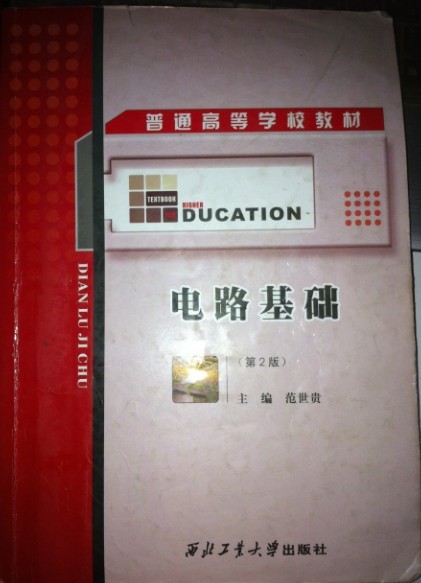 普通高等学校教材
TEXTBOOK
HIGHER
DUCATION
电路基础
(第2版)
主编 范世贵
DIAN LU JI CHU
西北工业大学出版社